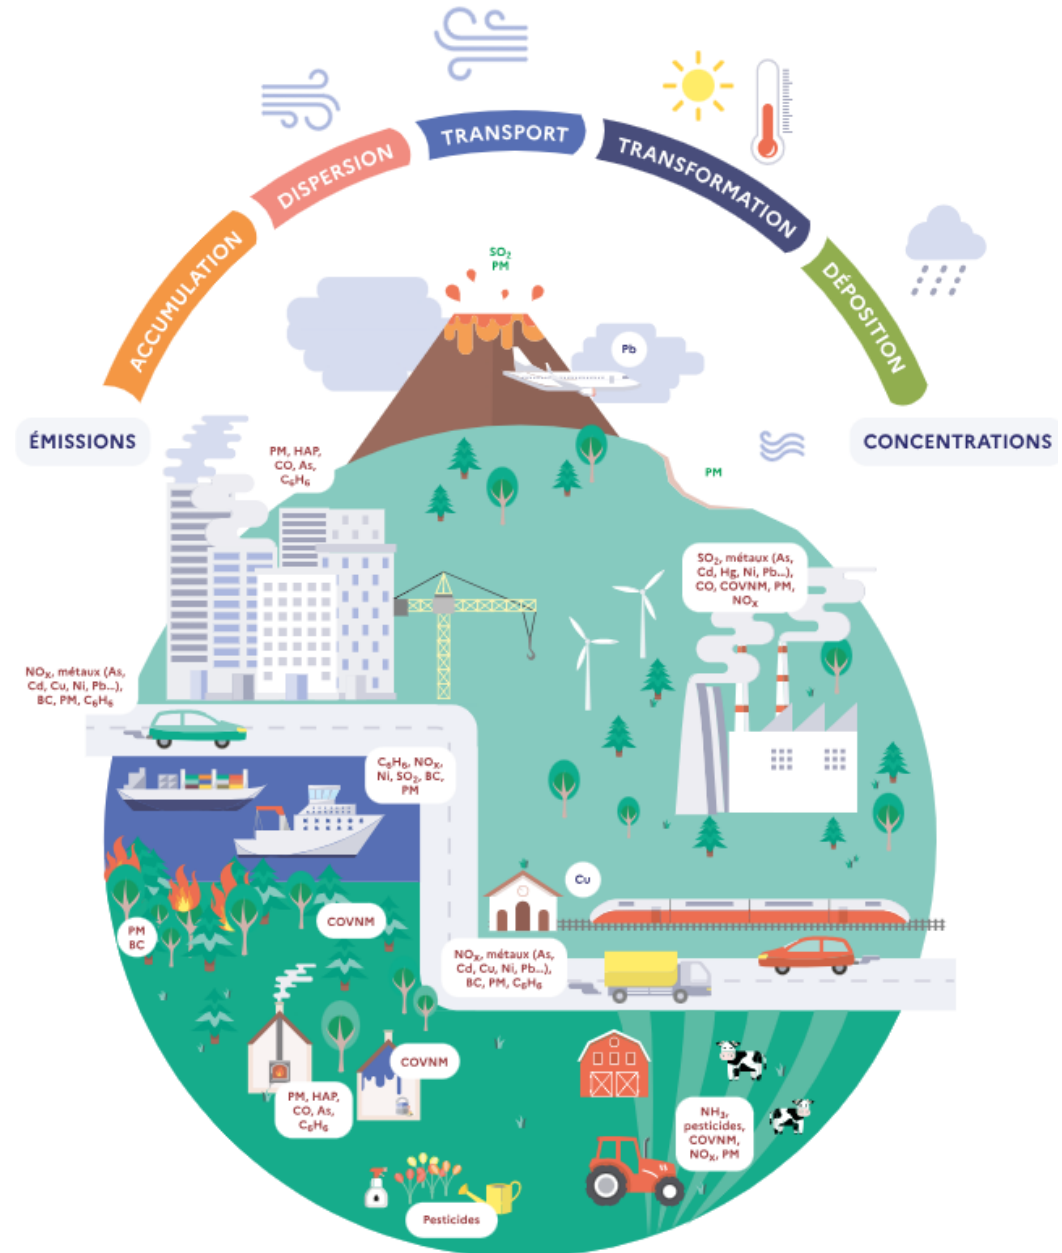 TRANSPORT
DISPERSION
TRANSFORMATION
ACCUMULATION
DÉPOSITION
SO₂
PM
Pb
ÉMISSIONS
CONCENTRATIONS
PM, HAP,
CO, As,
C₆H₆
PM
SO₂, métaux (As,
Cd, Hg, Ni, Pb...),
CO, COVNM, PM,
NOₓ
NOₓ, métaux (As,
Cd, Cu, Ni, Pb...),
BC, PM, C₆H₆
C₆H₆, NOₓ,
Ni, SO₂, BC,
PM
Cu
COVNM
PM
BC
NOₓ, métaux (As,
Cd, Cu, Ni, Pb...),
BC, PM, C₆H₆
COVNM
PM, HAP,
CO, As,
C₆H₆
NH₃,
pesticides,
COVNM,
NOₓ, PM
Pesticides